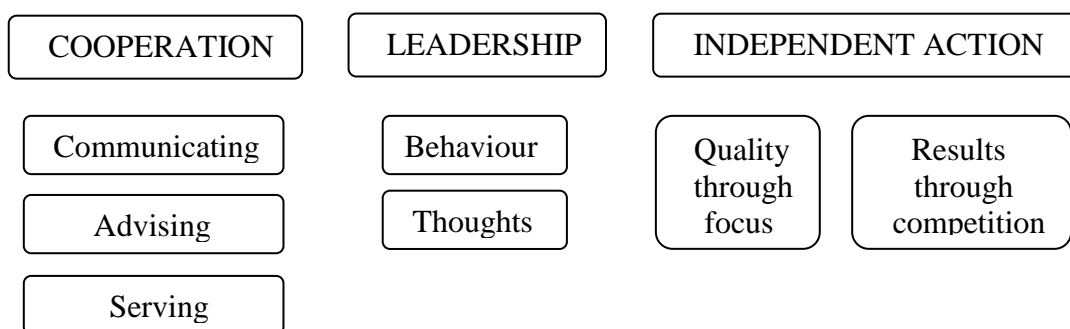 COOPERATION
LEADERSHIP
INDEPENDENT ACTION
Communicating
Advising
Serving
Behaviour
Thoughts
Quality
through
focus
Results
through
competition